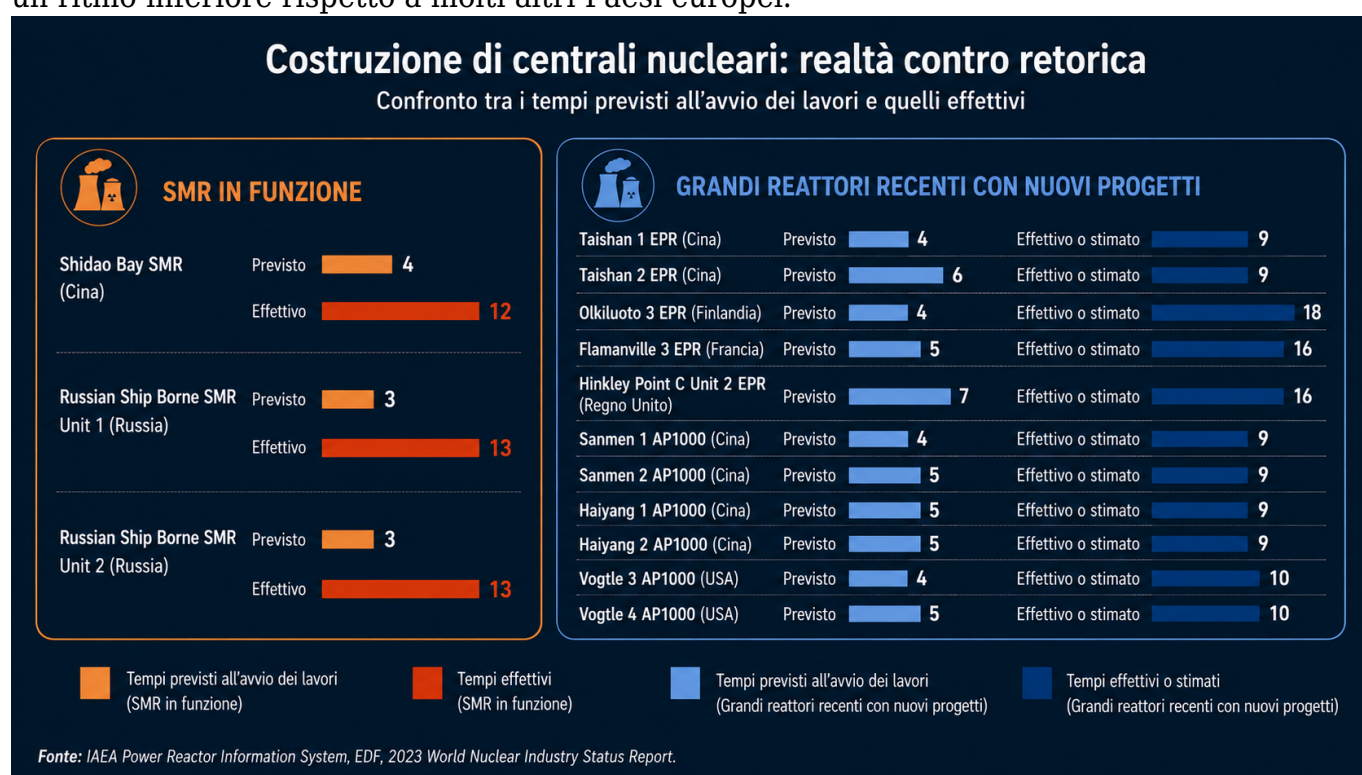 un ritmo inferiore rispetto a molti altri Paesi europei.
Costruzione di centrali nucleari: realtà contro retorica
Confronto tra i tempi previsti all'avvio dei lavori e quelli effettivi
SMR IN FUNZIONE
Shidao Bay SMR
(Cina)
Previsto 4
Effettivo 12
Russian Ship Borne SMR
Unit 1 (Russia)
Previsto 3
Effettivo 13
Russian Ship Borne SMR
Unit 2 (Russia)
Previsto 3
Effettivo 13
GRANDI REATTORI RECENTI CON NUOVI PROGETTI
Taishan 1 EPR (Cina) Previsto 4 Effettivo o stimato 9
Taishan 2 EPR (Cina) Previsto 6 Effettivo o stimato 9
Olkiluoto 3 EPR (Finlandia) Previsto 4 Effettivo o stimato 18
Flamanville 3 EPR (Francia) Previsto 5 Effettivo o stimato 16
Hinkley Point C Unit 2 EPR
(Regno Unito) Previsto 7 Effettivo o stimato 16
Sanmen 1 AP1000 (Cina) Previsto 4 Effettivo o stimato 9
Sanmen 2 AP1000 (Cina) Previsto 5 Effettivo o stimato 9
Haiyang 1 AP1000 (Cina) Previsto 5 Effettivo o stimato 9
Haiyang 2 AP1000 (Cina) Previsto 5 Effettivo o stimato 9
Vogtle 3 AP1000 (USA) Previsto 4 Effettivo o stimato 10
Vogtle 4 AP1000 (USA) Previsto 5 Effettivo o stimato 10
Tempi previsti all'avvio dei lavori
(SMR in funzione)
Tempi effettivi
(SMR in funzione)
Tempi previsti all'avvio dei lavori
(Grandi reattori recenti con nuovi progetti)
Tempi effettivi o stimati
(Grandi reattori recenti con nuovi progetti)
Fonte: IAEA Power Reactor Information System, EDF, 2023 World Nuclear Industry Status Report.